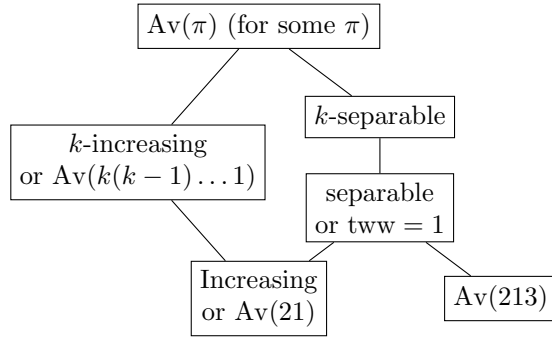 Av(π) (for some π)
k-increasing
or Av(k(k − 1) . . . 1)
k-separable
separable
or tww = 1
Increasing
or Av(21)
Av(213)